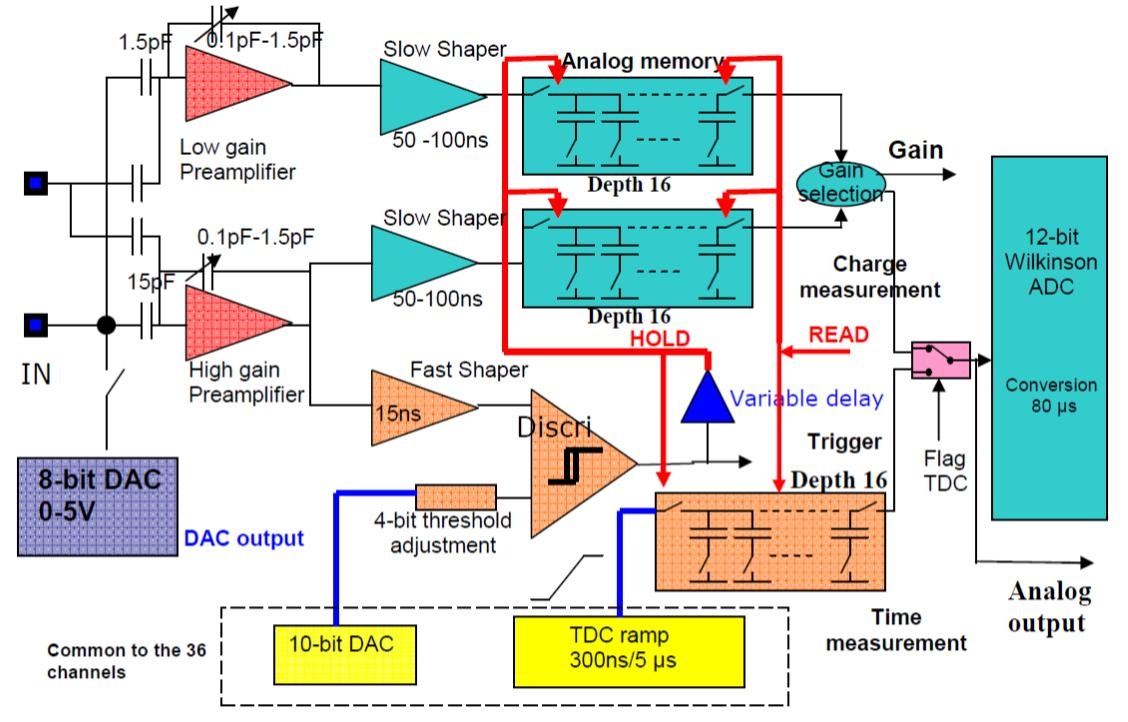 1.5pF
0.1pF-1.5pF
Slow Shaper
Analog memory
50 -100ns
Low gain
Preamplifier
Depth 16
Gain
selection
Gain
Slow Shaper
0.1pF-1.5pF
15pF
50-100ns
Depth 16
Charge
measurement
12-bit
Wilkinson
ADC
HOLD
READ
IN
High gain
Preamplifier
Fast Shaper
15ns
Discri
Variable delay
Conversion
80 µs
Trigger
Flag
TDC
Depth 16
8-bit DAC
0-5V
DAC output
4-bit threshold
adjustment
Analog
output
Time
measurement
Common to the 36
channels
10-bit DAC
TDC ramp
300ns/5 µs